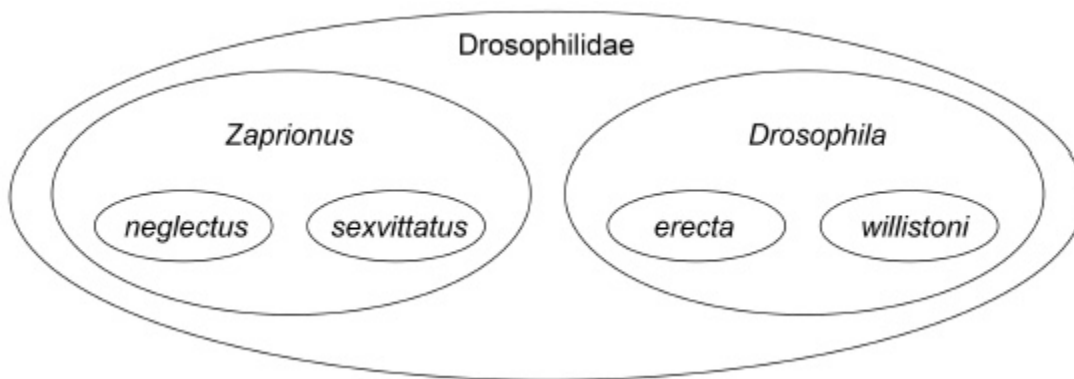 Drosophilidae
Zaprionus
Drosophila
neglectus
sexvittatus
erecta
willistoni